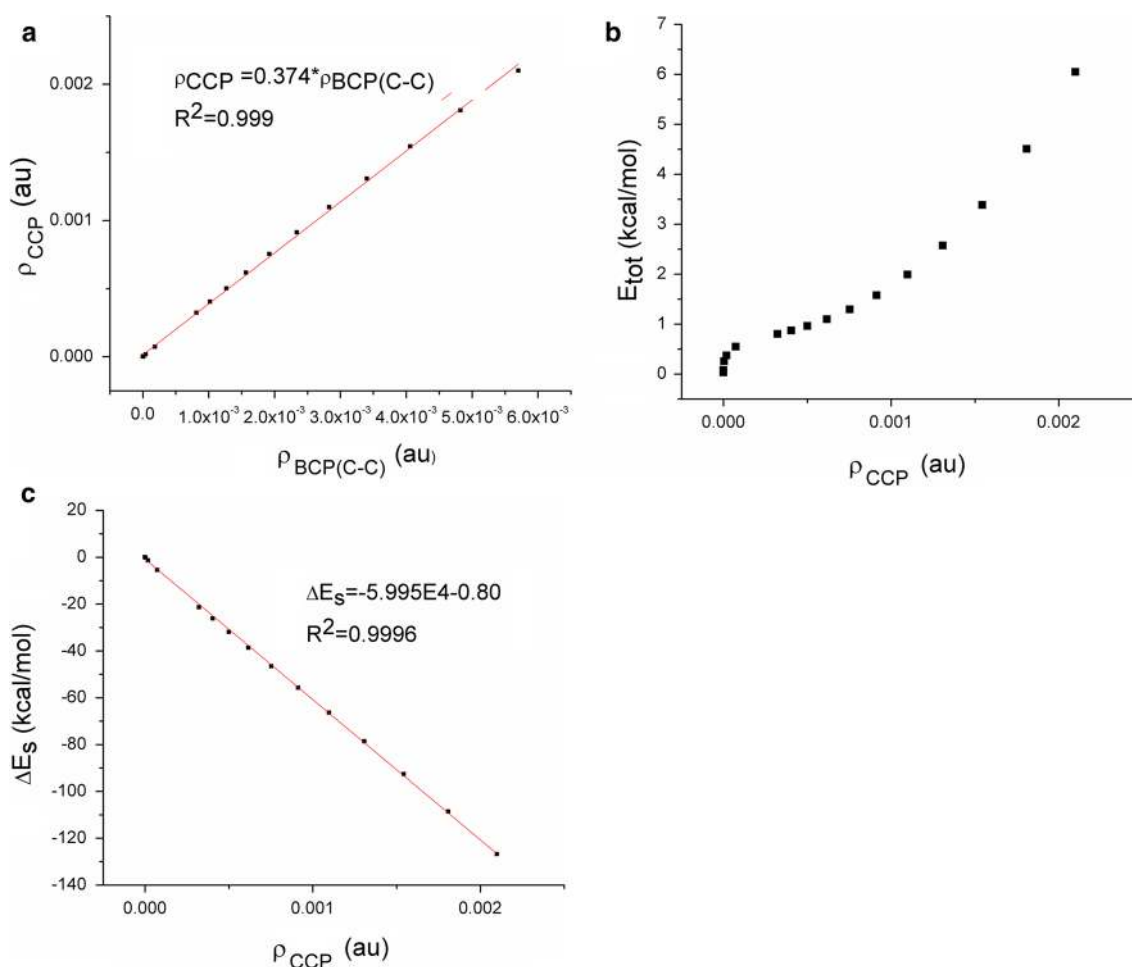 a
ρCCP =0.374* ρBCP(C-C)
R2=0.999
0.002
0.001
0.000
ρCCP (au)
0.0 1.0x10-3 2.0x10-3 3.0x10-3 4.0x10-3 5.0x10-3 6.0x10-3
ρBCP(C-C) (au)
b
7
6
5
4
3
2
1
0
Etot (kcal/mol)
0.000 0.001 0.002
ρCCP (au)
c
20
0
-20
-40
-60
-80
-100
-120
-140
ΔEs (kcal/mol)
ΔEs=-5.995E4-0.80
R2=0.9996
0.000 0.001 0.002
ρCCP (au)